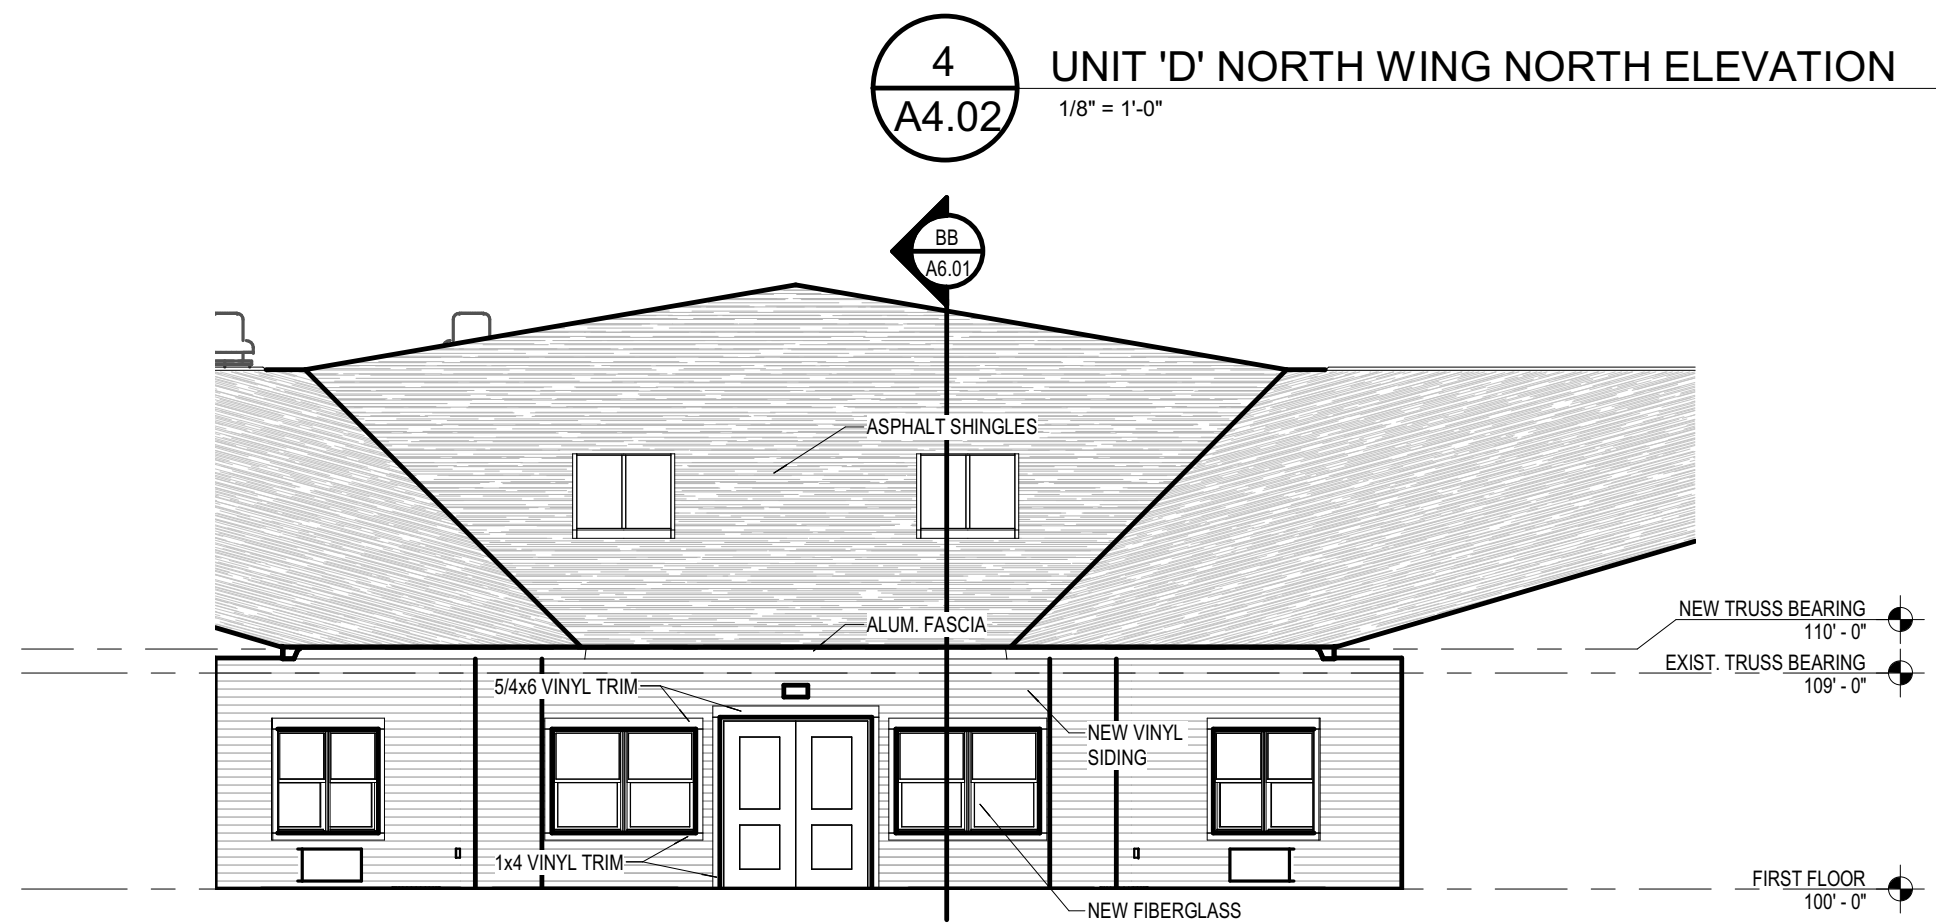 4
A4.02
UNIT 'D' NORTH WING NORTH ELEVATION
1/8" = 1'-0"
BB
A6.01
ASPHALT SHINGLES
ALUM. FASCIA
NEW TRUSS BEARING
110' - 0"
EXIST. TRUSS BEARING
109' - 0"
5/4x6 VINYL TRIM
NEW VINYL
SIDING
1x4 VINYL TRIM
FIRST FLOOR
100' - 0"
NEW FIBERGLASS